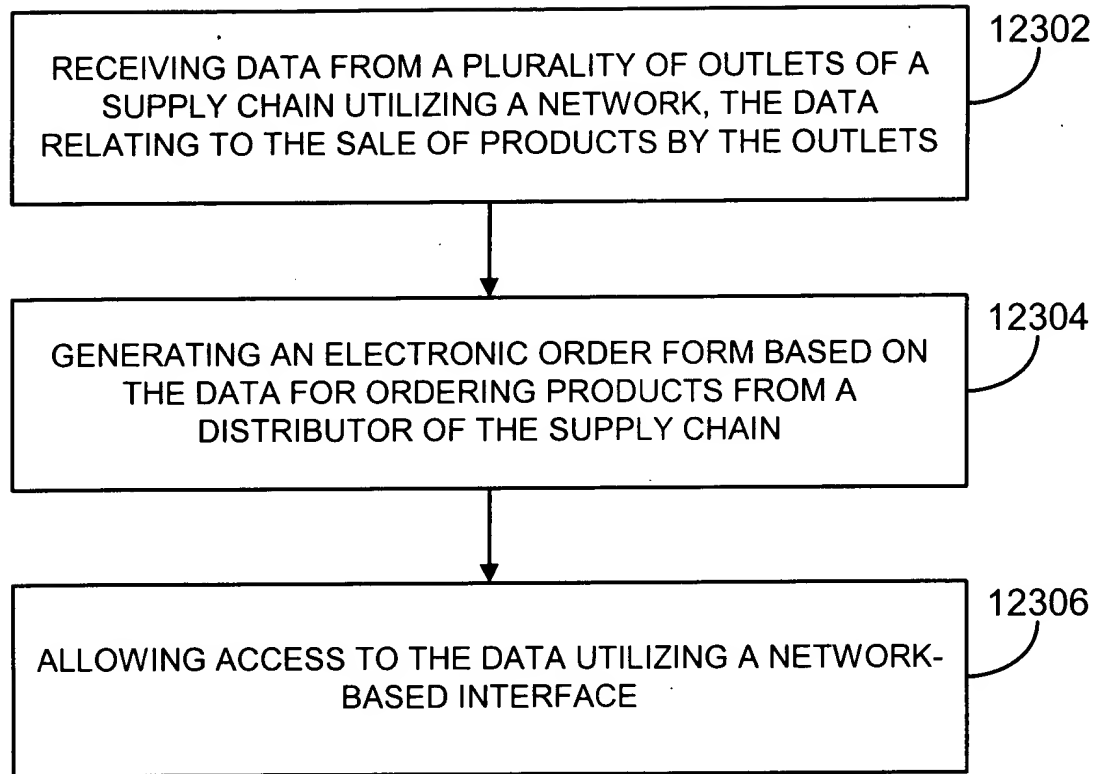 12302
RECEIVING DATA FROM A PLURALITY OF OUTLETS OF A
SUPPLY CHAIN UTILIZING A NETWORK, THE DATA
RELATING TO THE SALE OF PRODUCTS BY THE OUTLETS
12304
GENERATING AN ELECTRONIC ORDER FORM BASED ON
THE DATA FOR ORDERING PRODUCTS FROM A
DISTRIBUTOR OF THE SUPPLY CHAIN
12306
ALLOWING ACCESS TO THE DATA UTILIZING A NETWORK-
BASED INTERFACE